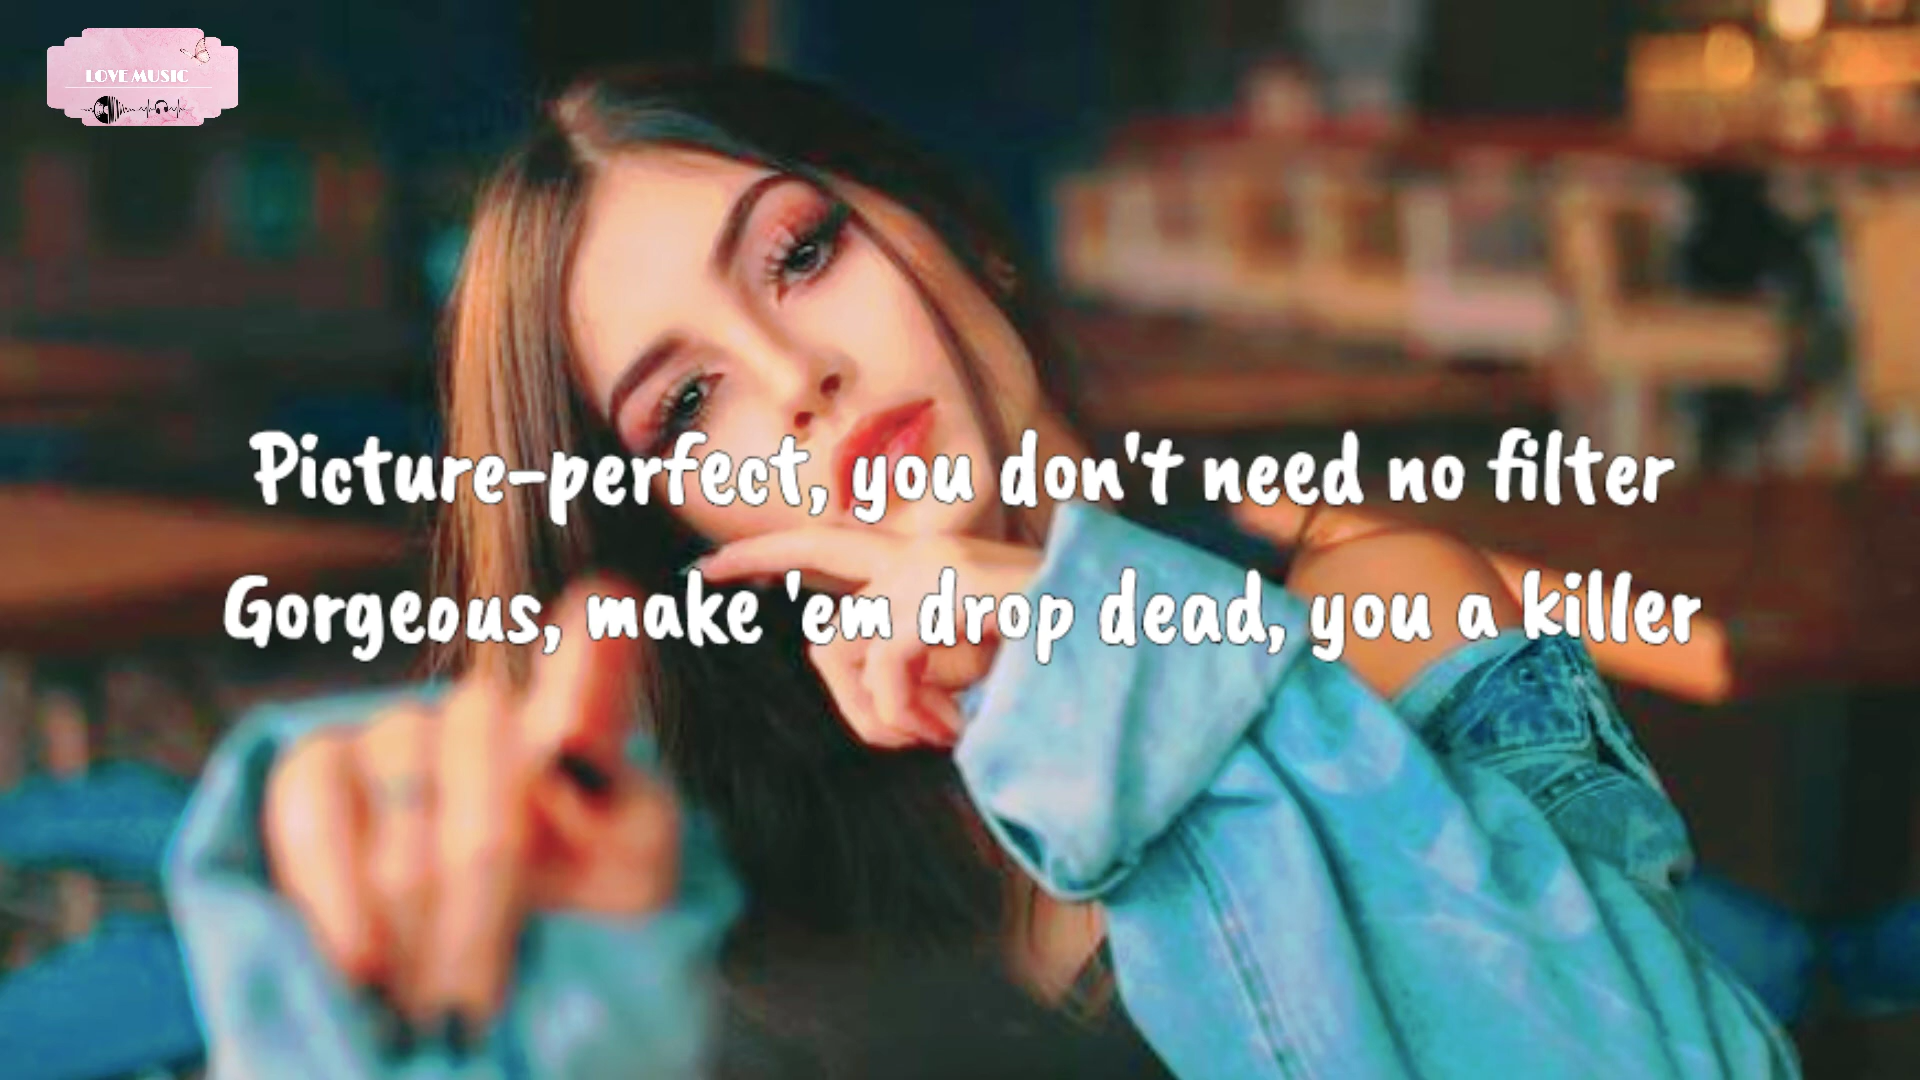 LOVE MUSIC
Picture-perfect, you don't need no filter
Gorgeous, make 'em drop dead, you a killer